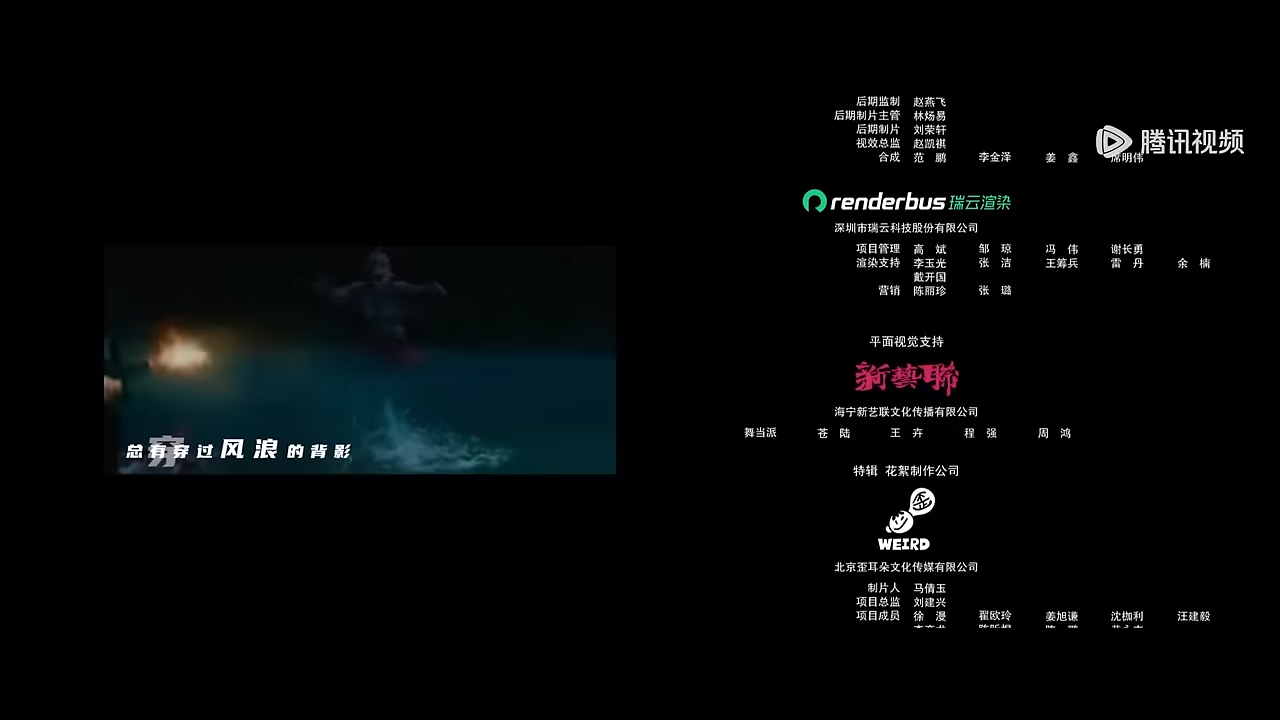 后期监制 赵燕飞
后期制片主管 林炀易
后期制片 刘荣轩
视效总监 赵凯祺
合成 范 鹏 李金泽 姜 鑫 席明伟
腾讯视频
renderbus 瑞云渲染
深圳市瑞云科技股份有限公司
项目管理 高 斌 邹 琼 冯 伟 谢长勇
渲染支持 李玉光 张 洁 王筹兵 雷 丹 余 楠
戴开国
营销 陈丽珍 张 璐
平面视觉支持
新藝聯
海宁新艺联文化传播有限公司
舞当派 苍 陆 王 卉 程 强 周 鸿
总有穿过风浪的背影
特辑 花絮制作公司
歪
WEIRD
北京歪耳朵文化传媒有限公司
制片人 马倩玉
项目总监 刘建兴
项目成员 徐 漫 翟欧玲 姜旭谦 沈枷利 汪建毅